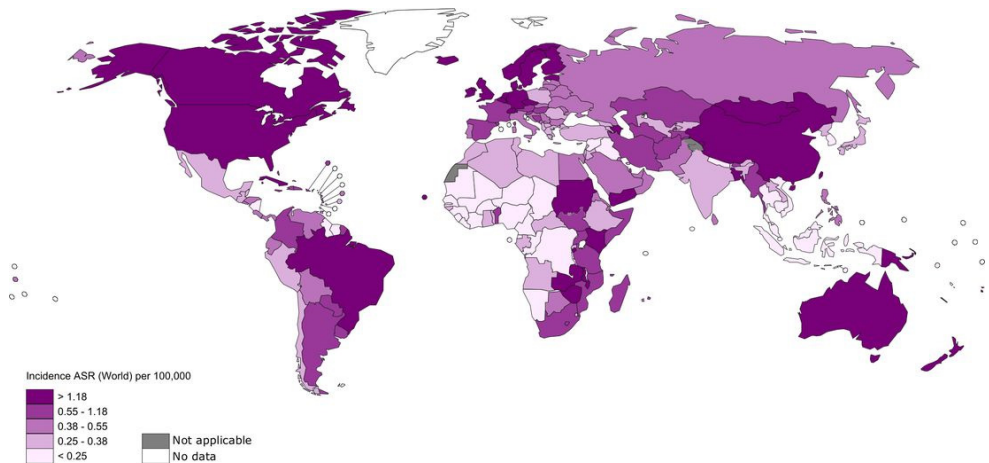 Incidence ASR (World) per 100,000
> 1.18
0.55 - 1.18
0.38 - 0.55
0.25 - 0.38
< 0.25
Not applicable
No data